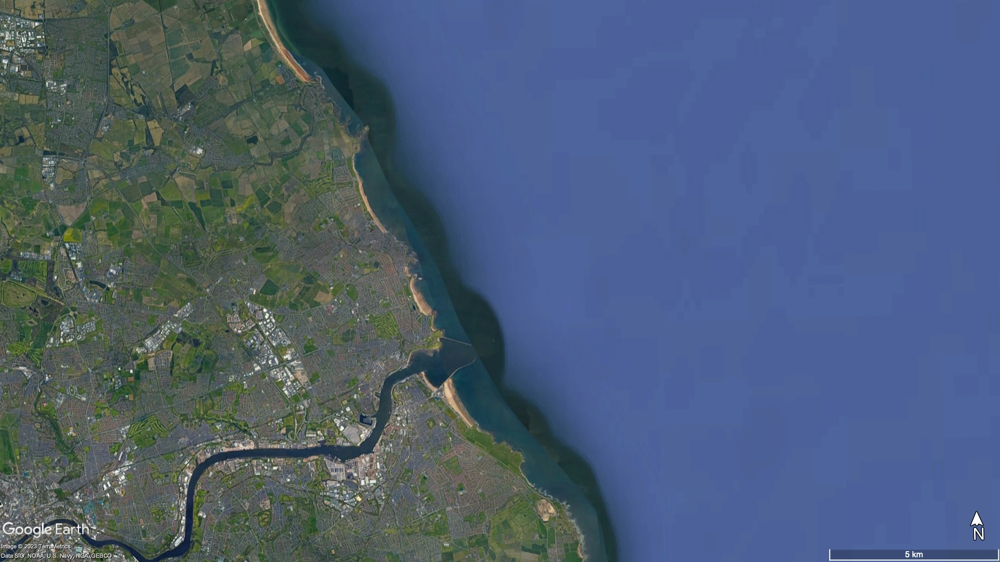 N
Google Earth
Image © 2023 TerraMetrics
Data SIO, NOAA, U.S. Navy, NGA, GEBCO
5 km